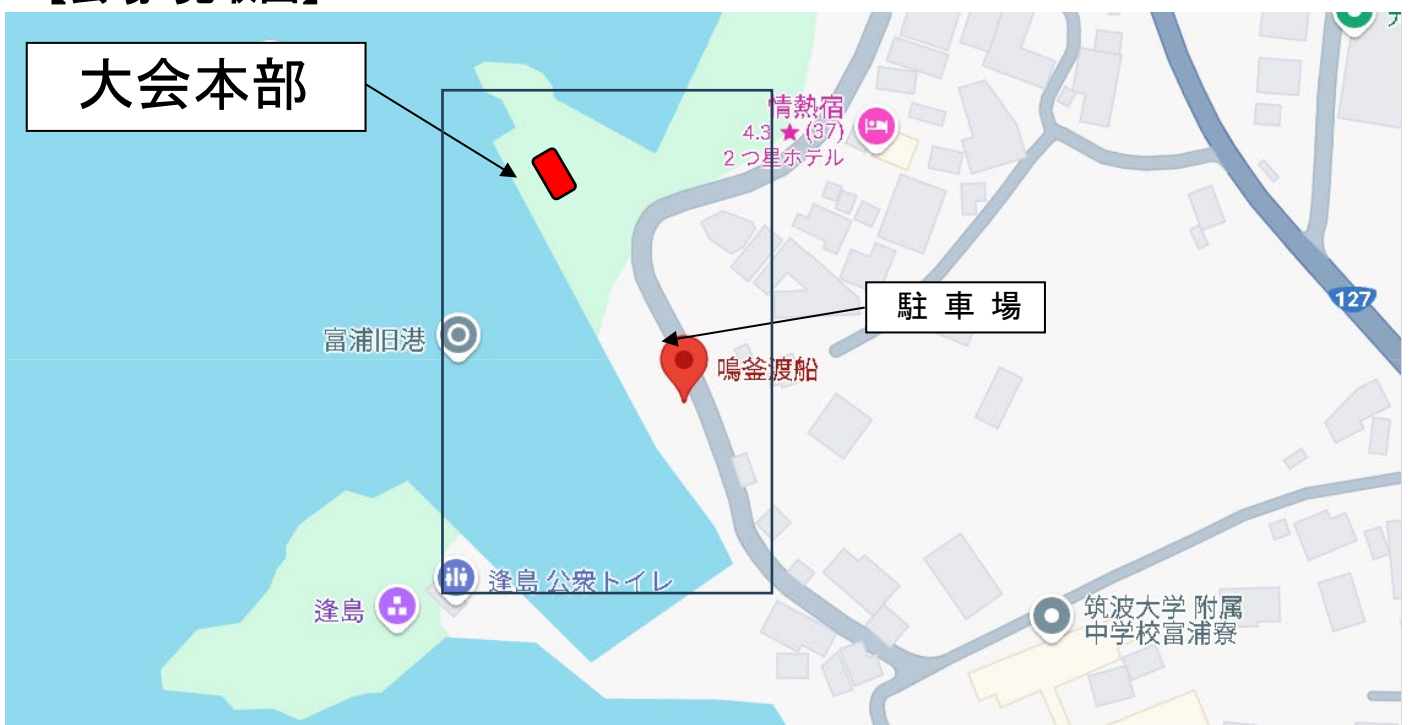 大会本部
情熱宿
4.3 ★ (37)
2 つ星ホテル
駐 車 場
127
富浦旧港
鳴釜渡船
逢島 公衆トイレ
逢島
筑波大学 附属
中学校富浦寮